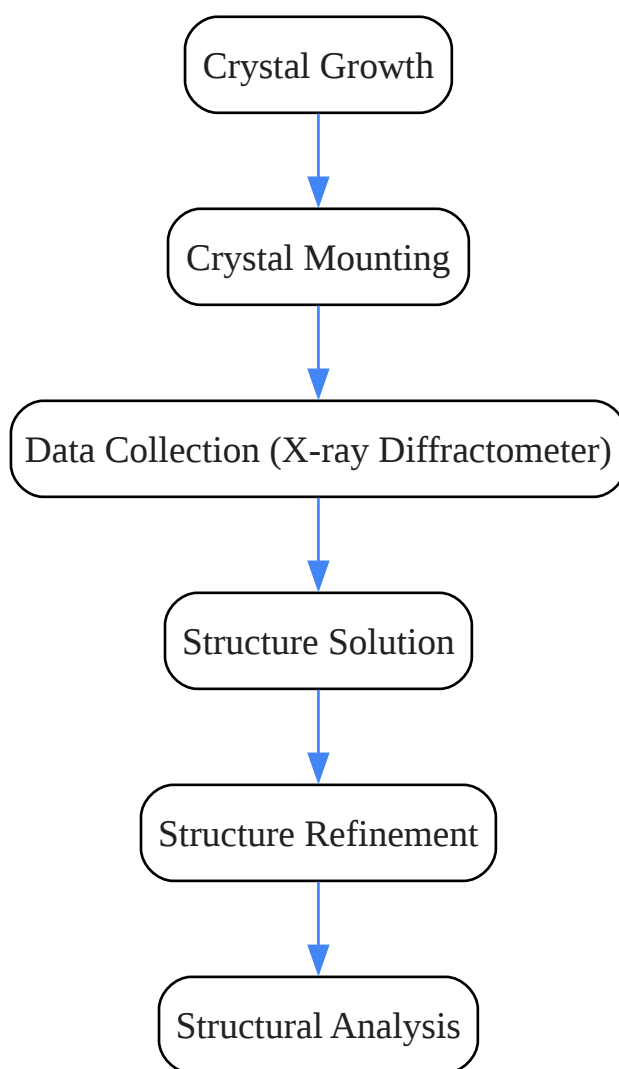 Crystal Growth
Crystal Mounting
Data Collection (X-ray Diffractometer)
Structure Solution
Structure Refinement
Structural Analysis